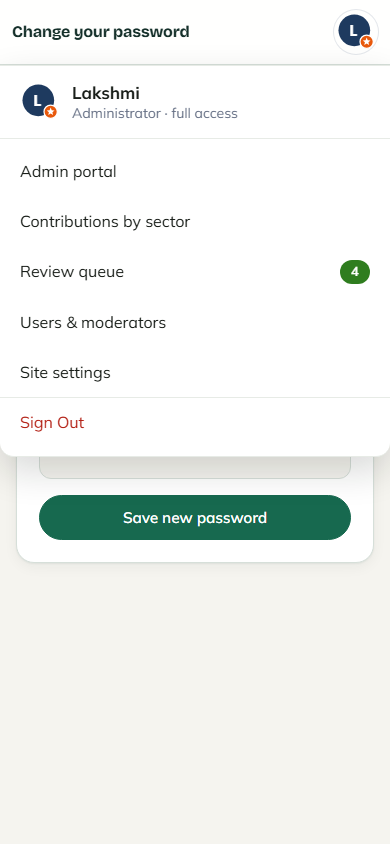 Change your password
L
L
Lakshmi
Administrator · full access
Admin portal
Contributions by sector
Review queue
4
Users & moderators
Site settings
Sign Out
Save new password